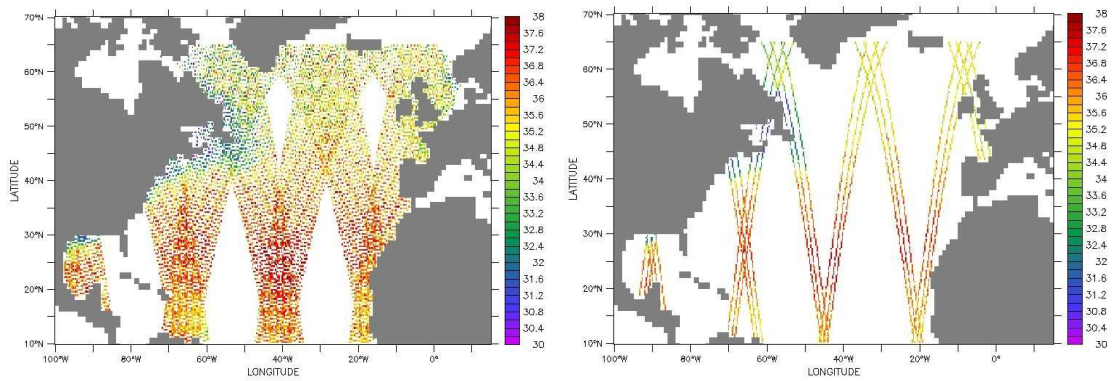 70°N
60°N
50°N
40°N
30°N
20°N
10°N
LATITUDE
100°W 80°W 60°W 40°W 20°W 0°
LONGITUDE
38
37.6
37.2
36.8
36.4
36
35.6
35.2
34.8
34.4
34
33.6
33.2
32.8
32.4
32
31.6
31.2
30.8
30.4
30
70°N
60°N
50°N
40°N
30°N
20°N
10°N
LATITUDE
100°W 80°W 60°W 40°W 20°W 0°
LONGITUDE
38
37.6
37.2
36.8
36.4
36
35.6
35.2
34.8
34.4
34
33.6
33.2
32.8
32.4
32
31.6
31.2
30.8
30.4
30